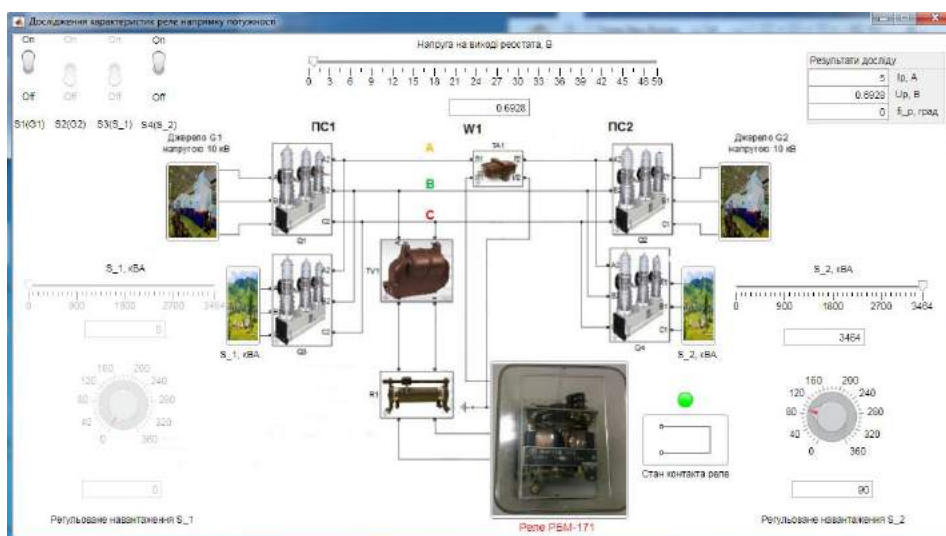 Дослідження характеристик реле напрямку потужності
On On On On
Off Off Off Off
S1(G1) S2(G2) S3(S_1) S4(S_2)
Напруга на виході реостата, В
0 3 6 9 12 15 18 21 24 27 30 33 36 39 42 45 48 50
0.6928
Результати досліду
5 Ip, А
0.6928 Up, В
0 fi_p, град
ПС1 W1 ПС2
Джерело G1
напругою 10 кВ
Джерело G2
напругою 10 кВ
A
B
C
TA1
Q1
Q2
TV1
S_1, кВА
0 900 1800 2700 3464
S_2, кВА
0 900 1800 2700 3464
3464
Q3
Q4
S_1, кВА
S_2, кВА
R1
0 40 80 120 160 200 240 280 320 360
0
0 40 80 120 160 200 240 280 320 360
90
Стан контакта реле
Реле РБМ-171
Регульоване навантаження S_1
Регульоване навантаження S_2